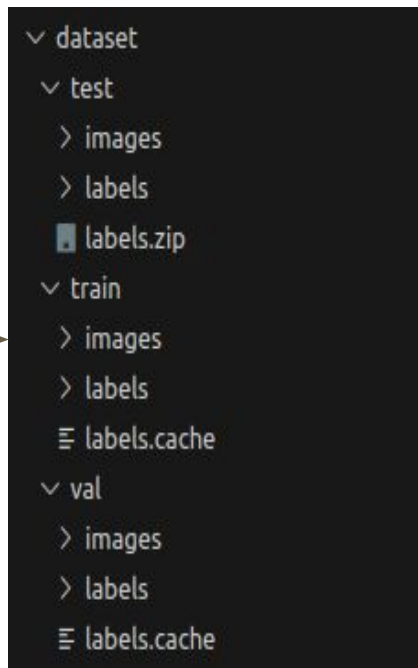 dataset
test
images
labels
labels.zip
train
images
labels
labels.cache
val
images
labels
labels.cache